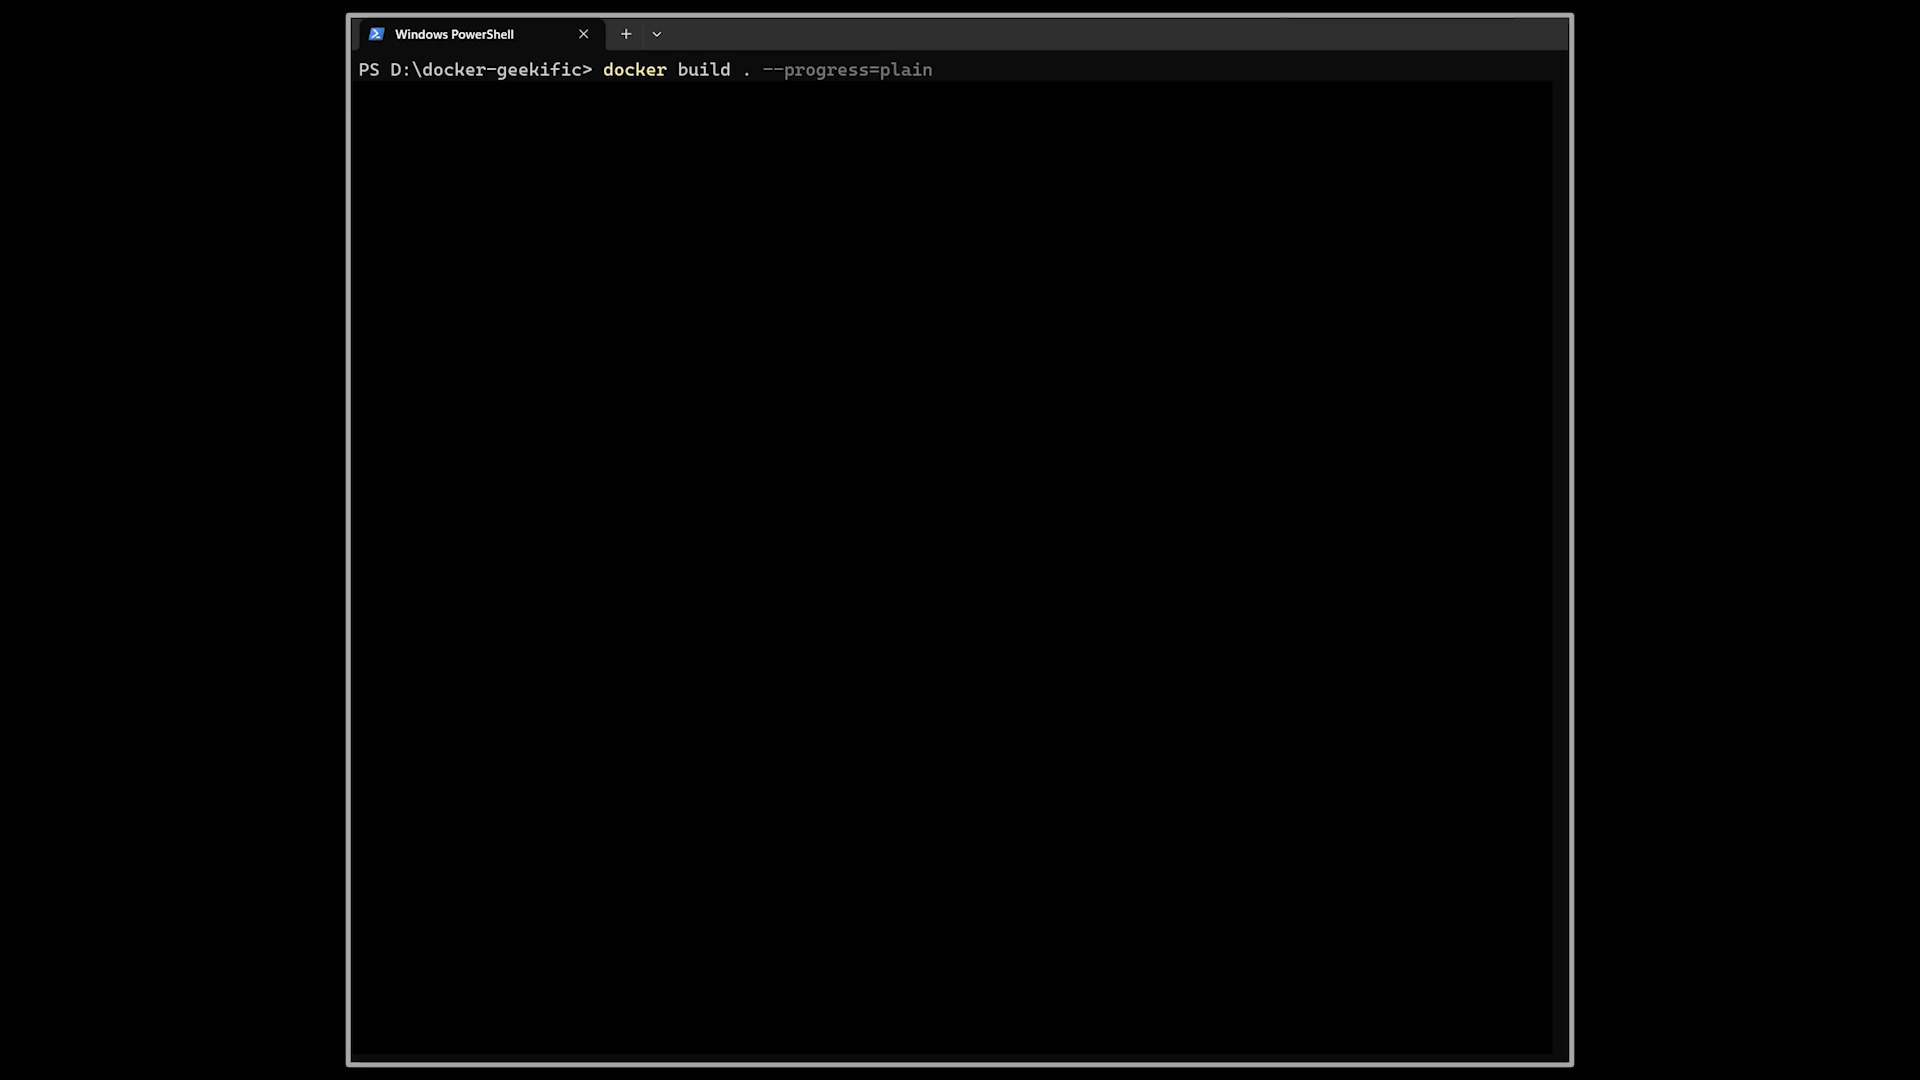 Windows PowerShell
PS D:\docker-geekific> docker build . --progress=plain